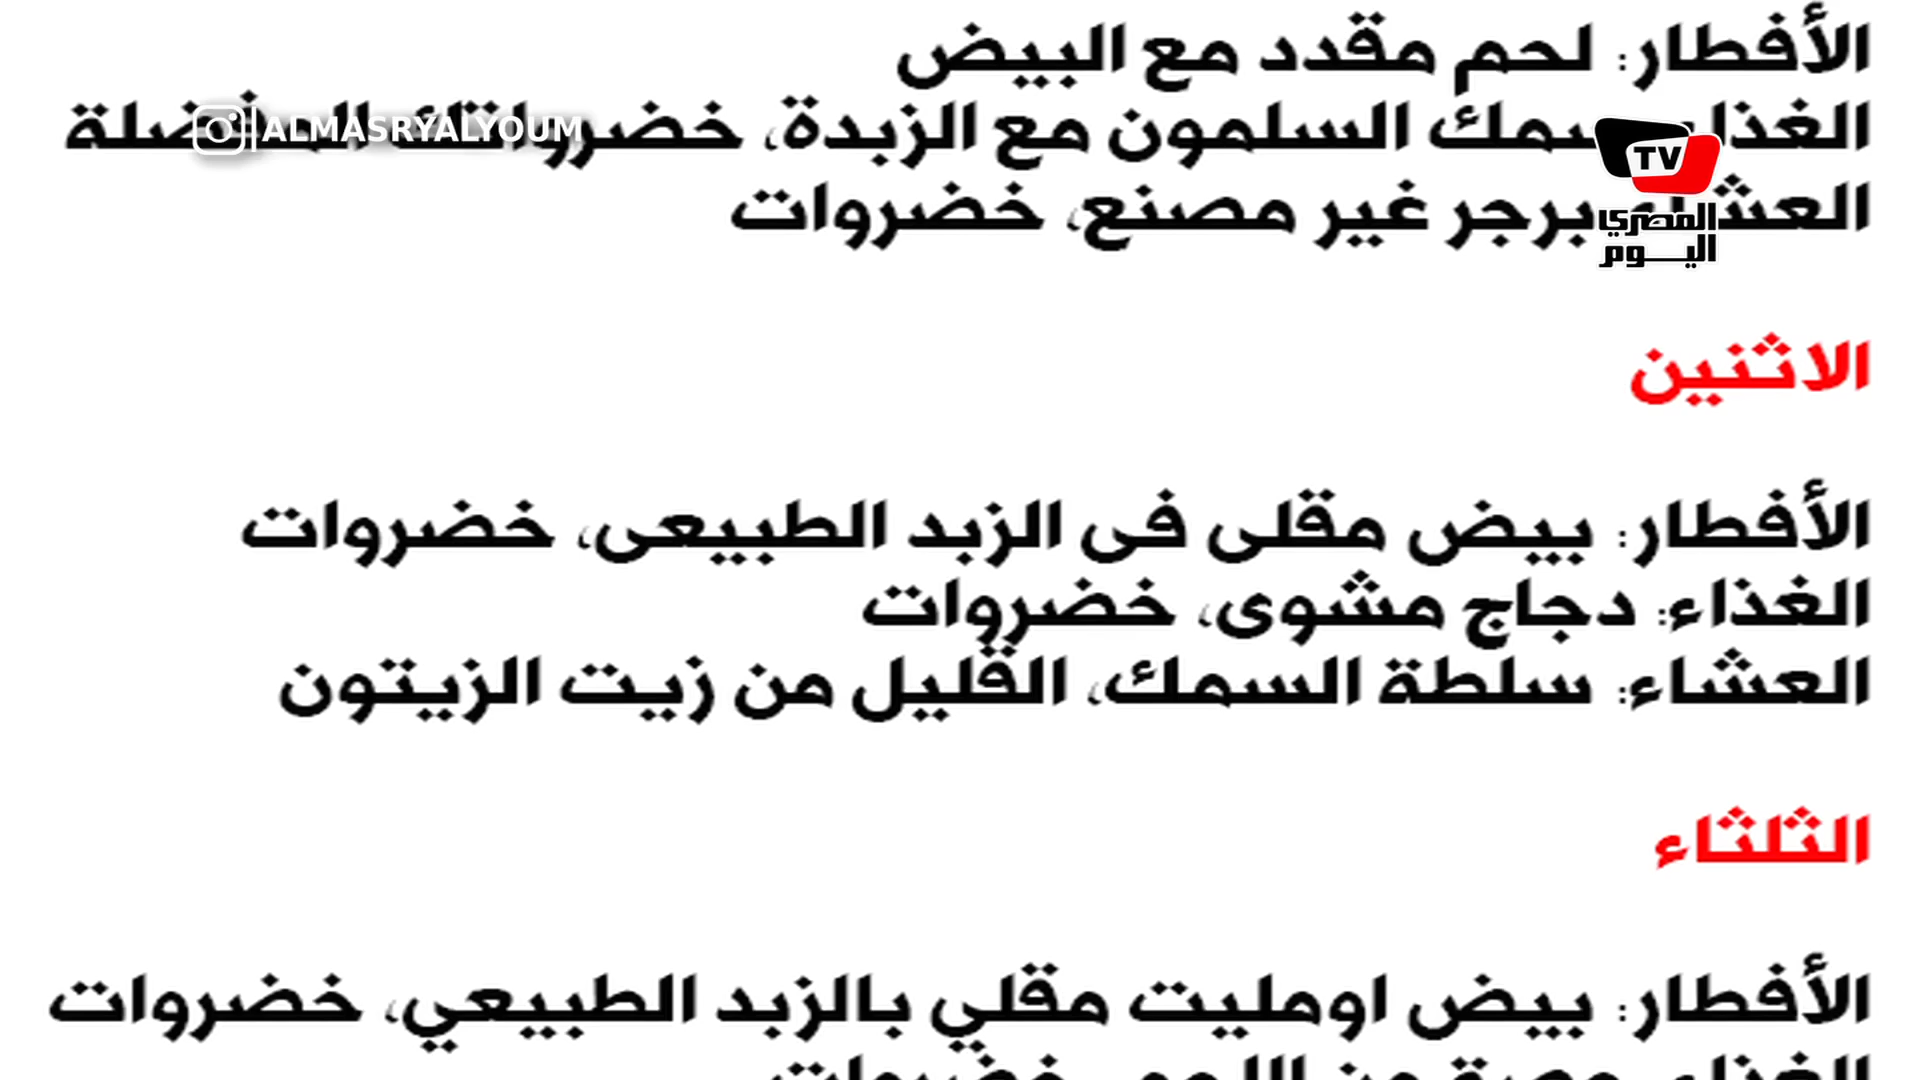 الأفطار: لحم مقدد مع البيض
الغذاء: سمك السلمون مع الزبدة، خضرواتك المفضلة
ALMASRYALYOUM
TV
العشاء: برجر غير مصنع، خضروات
المصري
اليوم
الاثنين
الأفطار: بيض مقلى فى الزبد الطبيعى، خضروات
الغذاء: دجاج مشوى، خضروات
العشاء: سلطة السمك، القليل من زيت الزيتون
الثلثاء
الأفطار: بيض اومليت مقلي بالزبد الطبيعي، خضروات